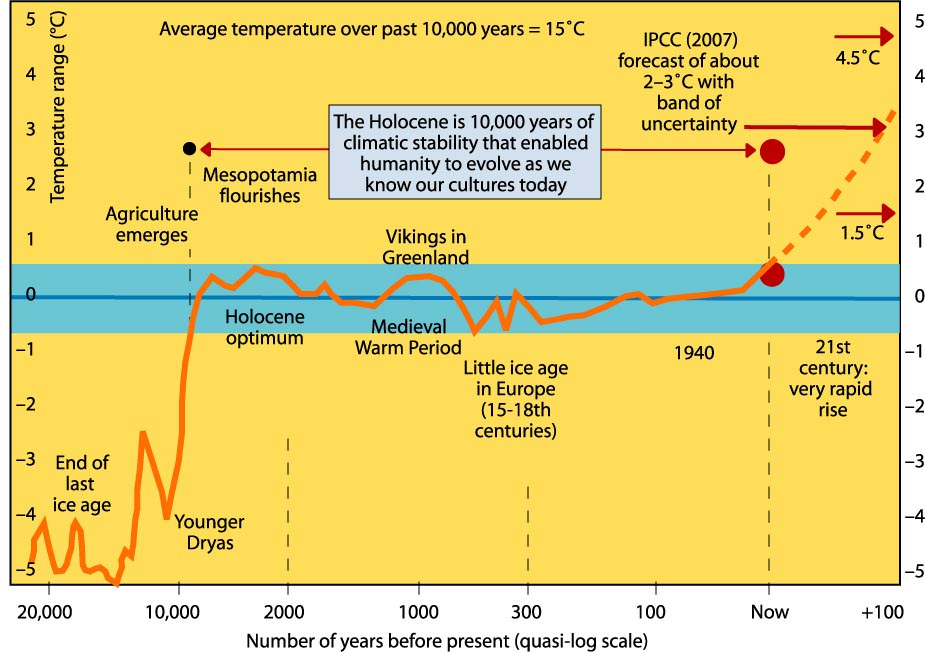 Average temperature over past 10,000 years = 15˚C
Temperature range (˚C)
5
4
3
2
1
0
–1
–2
–3
–4
–5
5
4
3
2
1
0
–1
–2
–3
–4
–5
IPCC (2007)
forecast of about
2–3˚C with
band of
uncertainty
4.5˚C
1.5˚C
The Holocene is 10,000 years of
climatic stability that enabled
humanity to evolve as we
know our cultures today
Mesopotamia
flourishes
Agriculture
emerges
Vikings in
Greenland
Holocene
optimum
Medieval
Warm Period
Little ice age
in Europe
(15-18th
centuries)
1940
21st
century:
very rapid
rise
End of
last
ice age
Younger
Dryas
20,000
10,000
2000
1000
300
100
Now
+100
Number of years before present (quasi-log scale)